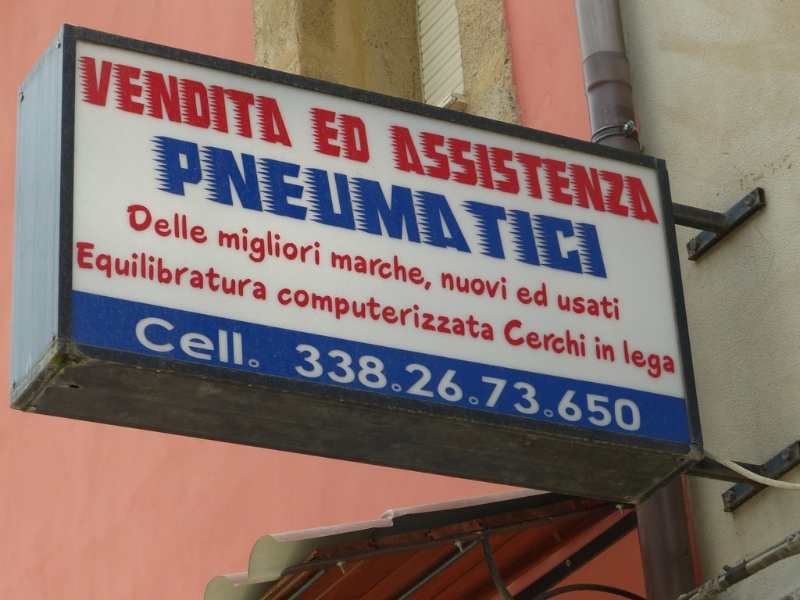 VENDITA ED ASSISTENZA
PNEUMATICI
Delle migliori marche, nuovi ed usati
Equilibratura computerizzata Cerchi in lega
Cell. 338.26.73.650